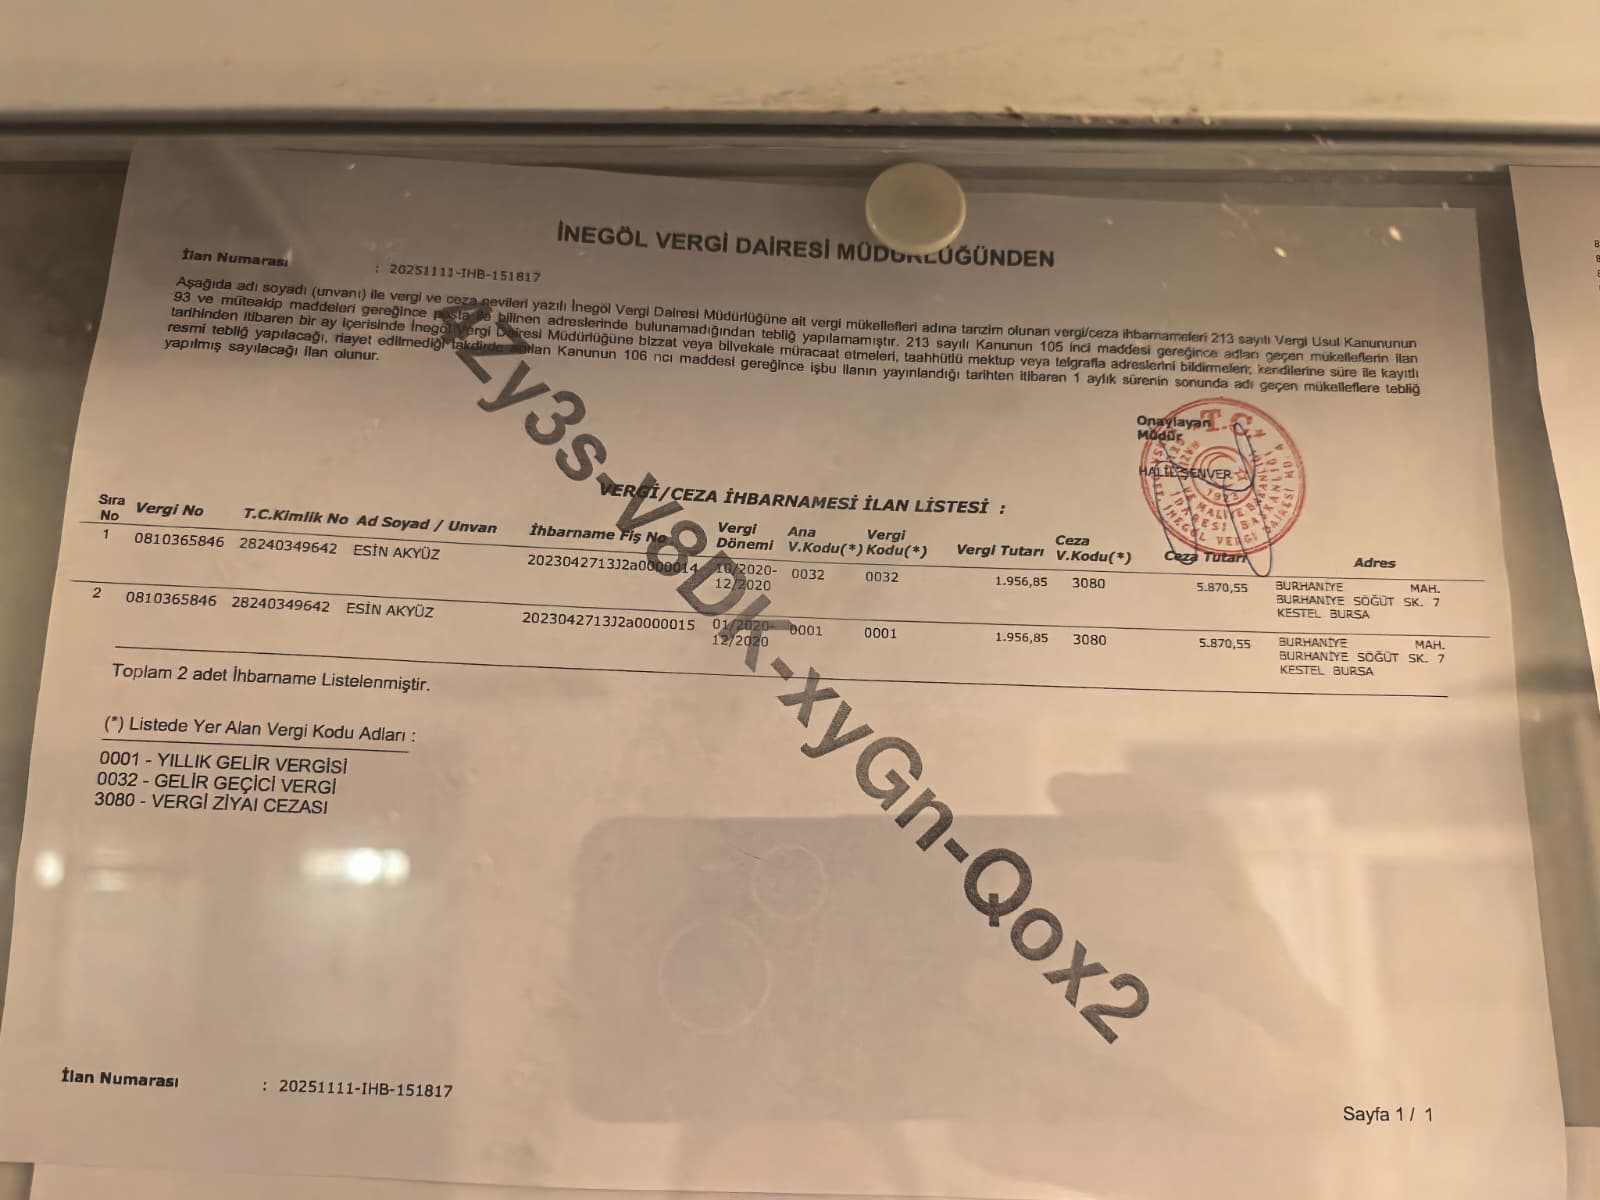 İNEGÖL VERGİ DAİRESİ MÜDÜRLÜĞÜNDEN
İlan Numarası : 20251111-IHB-151817
Aşağıda adı soyadı (unvanı) ile vergi ve ceza nevileri yazılı İnegöl Vergi Dairesi Müdürlüğüne ait vergi mükellefleri adına tanzim olunan vergi/ceza ihbarnameleri 213 sayılı Vergi Usul Kanununun
93 ve müteakip maddeleri gereğince posta ile bilinen adreslerinde bulunamadığından tebliğ yapılamamıştır. 213 sayılı Kanunun 105 inci maddesi gereğince adları geçen mükelleflerin ilan
tarihinden itibaren bir ay içerisinde İnegöl Vergi Dairesi Müdürlüğüne bizzat veya bilvekale müracaat etmeleri, taahhütlü mektup veya telgrafla adreslerini bildirmeleri; kendilerine süre ile kayıtlı
resmi tebliğ yapılacağı, riayet edilmediği takdirde anılan Kanunun 106 ncı maddesi gereğince işbu ilanın yayınlandığı tarihten itibaren 1 aylık sürenin sonunda adı geçen mükelleflere tebliğ
yapılmış sayılacağı ilan olunur.
Onaylayan
Müdür
HALİL ŞENVER
T.C.
1923
VERGİ/CEZA İHBARNAMESİ İLAN LİSTESİ :
Sıra No Vergi No T.C.Kimlik No Ad Soyad / Unvan İhbarname Fiş No Vergi Dönemi Ana V.Kodu(*) Vergi Kodu(*) Vergi Tutarı Ceza V.Kodu(*) Ceza Tutarı Adres
1 0810365846 28240349642 ESİN AKYÜZ 2023042713J2a0000014 10/2020- 0032 0032 1.956,85 3080 5.870,55 BURHANİYE MAH.
12/2020 BURHANİYE SÖĞÜT SK. 7
KESTEL BURSA
2 0810365846 28240349642 ESİN AKYÜZ 2023042713J2a0000015 01/2020- 0001 0001 1.956,85 3080 5.870,55 BURHANİYE MAH.
12/2020 BURHANİYE SÖĞÜT SK. 7
KESTEL BURSA
Toplam 2 adet İhbarname Listelenmiştir.
(*) Listede Yer Alan Vergi Kodu Adları :
0001 - YILLIK GELİR VERGİSİ
0032 - GELİR GEÇİCİ VERGİ
3080 - VERGİ ZİYAI CEZASI
İlan Numarası : 20251111-IHB-151817
Sayfa 1 / 1
Zy3s-V8DK-xyGn-Qox2